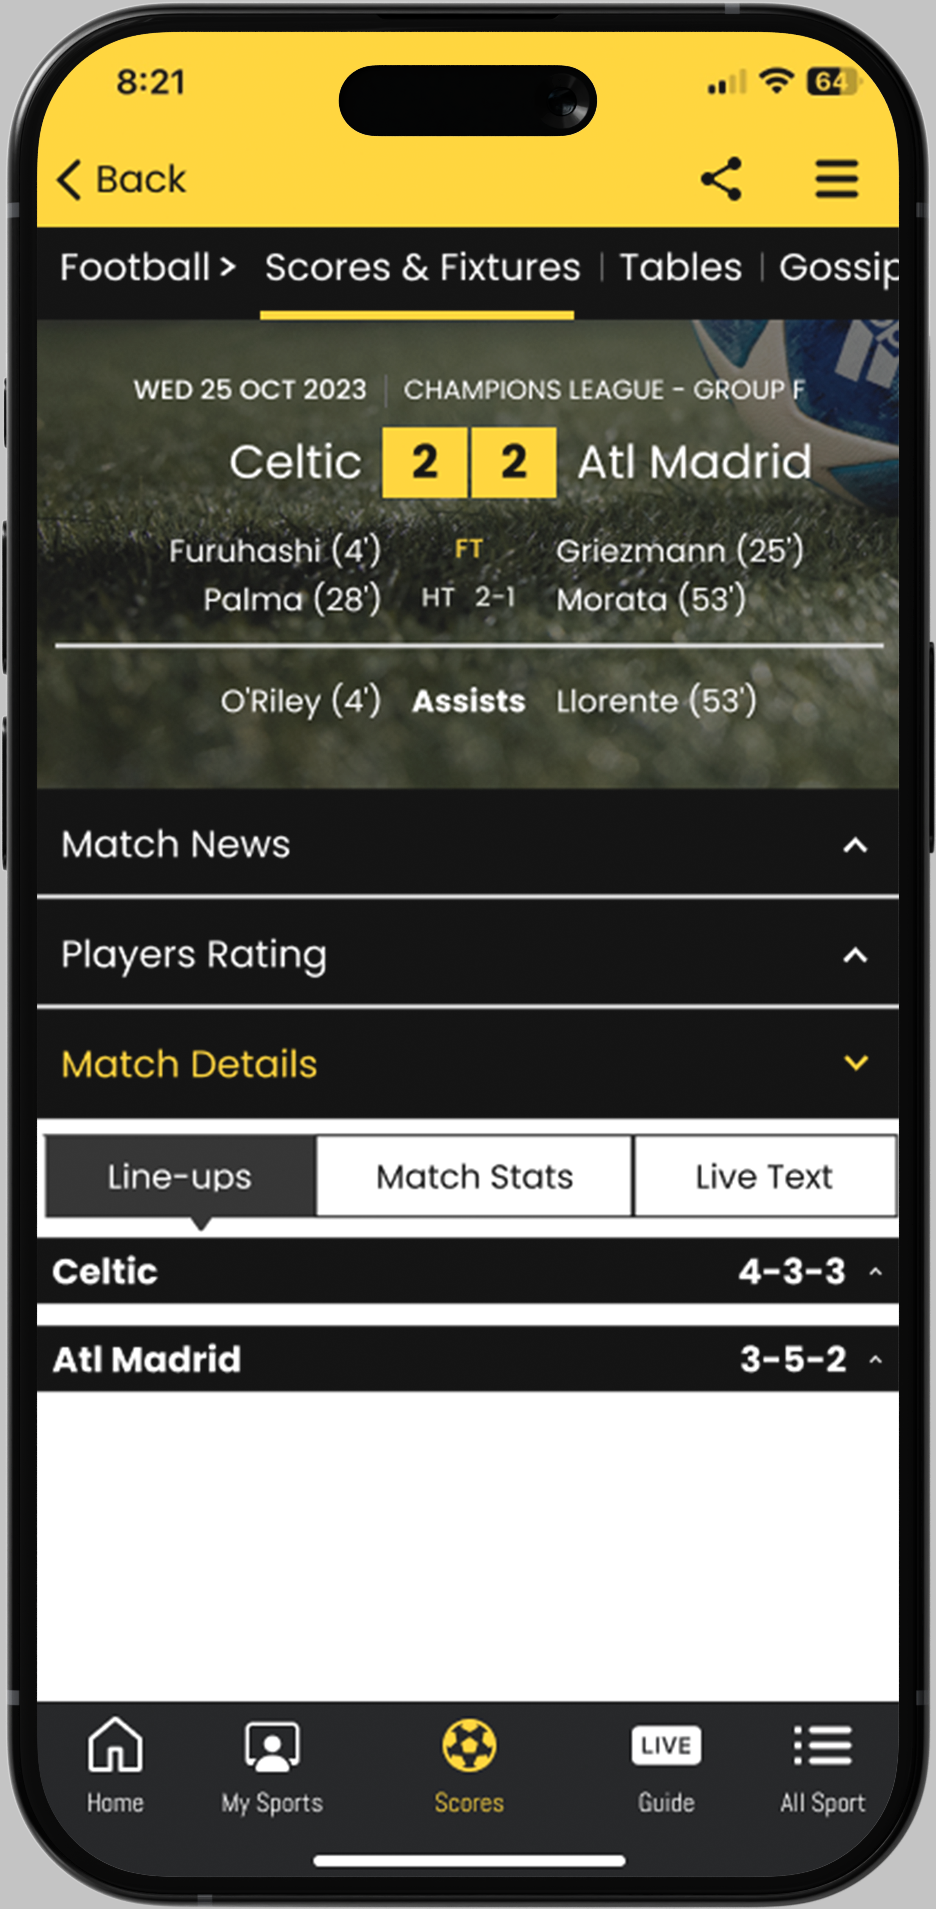 8:21 64
Back
Football > Scores & Fixtures | Tables | Gossip
WED 25 OCT 2023 | CHAMPIONS LEAGUE - GROUP F
Celtic 2 2 Atl Madrid
Furuhashi (4') FT Griezmann (25')
Palma (28') HT 2-1 Morata (53')
O'Riley (4') Assists Llorente (53')
Match News
Players Rating
Match Details
Line-ups Match Stats Live Text
Celtic 4-3-3
Atl Madrid 3-5-2
LIVE
Home My Sports Scores Guide All Sport